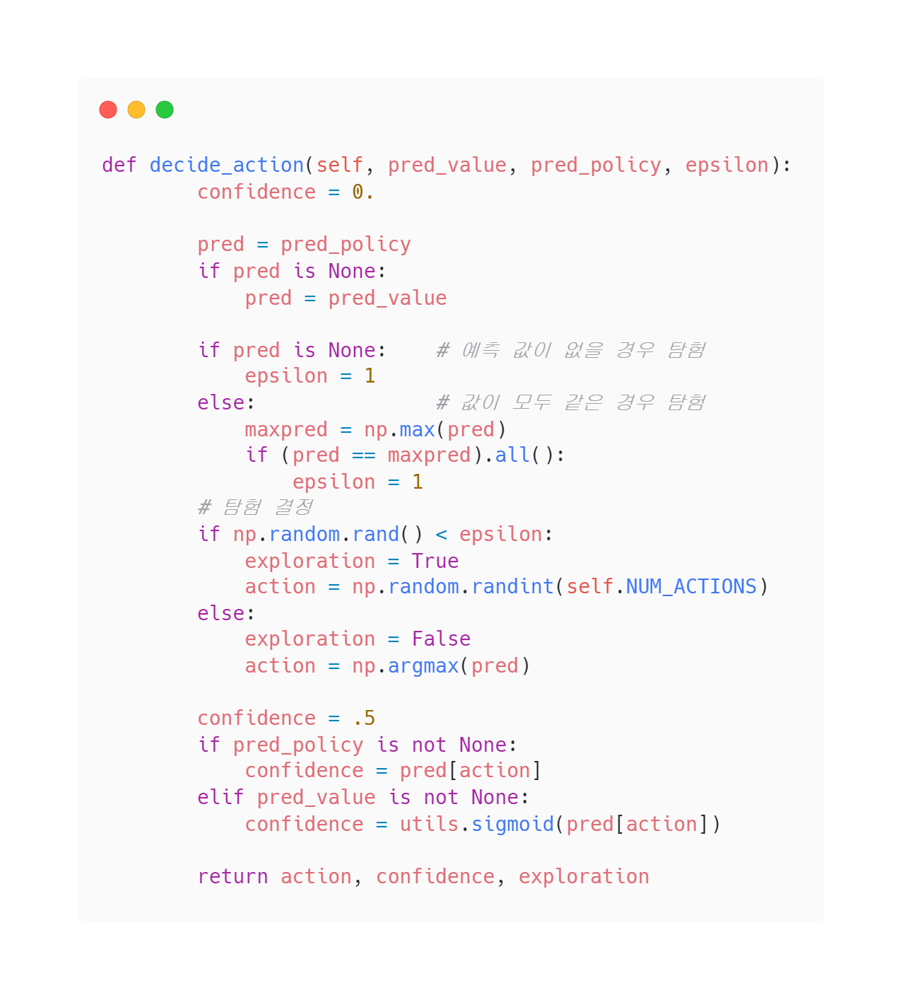 def decide_action(self, pred_value, pred_policy, epsilon):
        confidence = 0.

        pred = pred_policy
        if pred is None:
            pred = pred_value

        if pred is None:    # 예측 값이 없을 경우 탐험
            epsilon = 1
        else:               # 값이 모두 같은 경우 탐험
            maxpred = np.max(pred)
            if (pred == maxpred).all():
                epsilon = 1
        # 탐험 결정
        if np.random.rand() < epsilon:
            exploration = True
            action = np.random.randint(self.NUM_ACTIONS)
        else:
            exploration = False
            action = np.argmax(pred)

        confidence = .5
        if pred_policy is not None:
            confidence = pred[action]
        elif pred_value is not None:
            confidence = utils.sigmoid(pred[action])

        return action, confidence, exploration